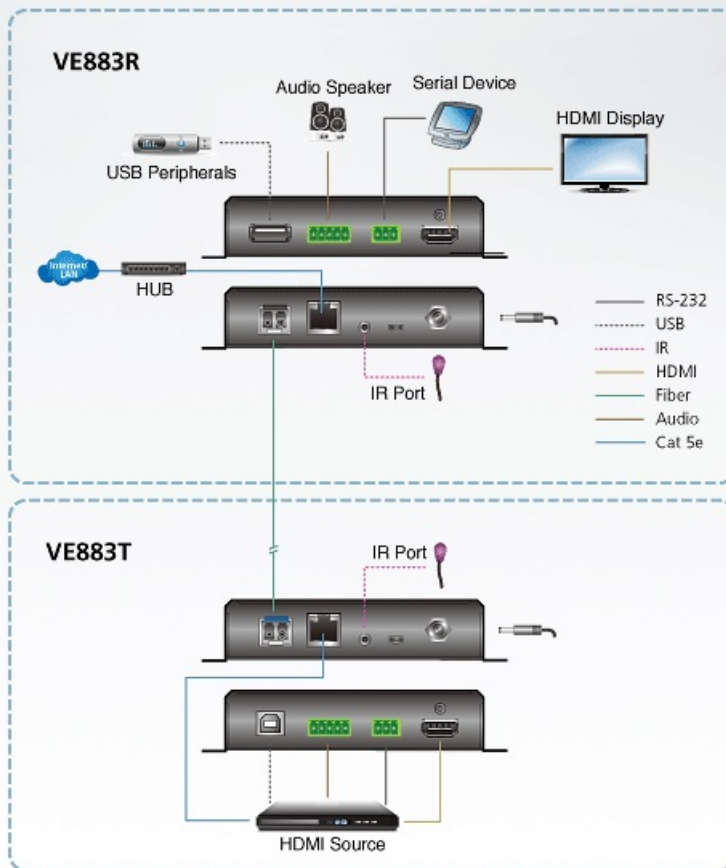 VE883R
Audio Speaker
Serial Device
HDMI Display
USB Peripherals
Internet/
LAN
HUB
IR Port
RS-232
USB
IR
HDMI
Fiber
Audio
Cat 5e
VE883T
IR Port
HDMI Source